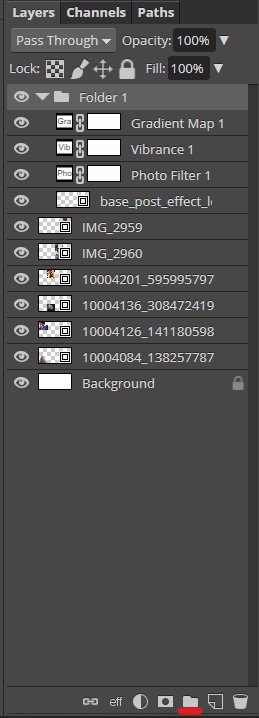 Layers Channels Paths
Pass Through Opacity: 100%
Lock: Fill: 100%
Folder 1
Gra Gradient Map 1
Vib Vibrance 1
Pho Photo Filter 1
base_post_effect_l
IMG_2959
IMG_2960
10004201_595995797
10004136_308472419
10004126_141180598
10004084_138257787
Background
eff